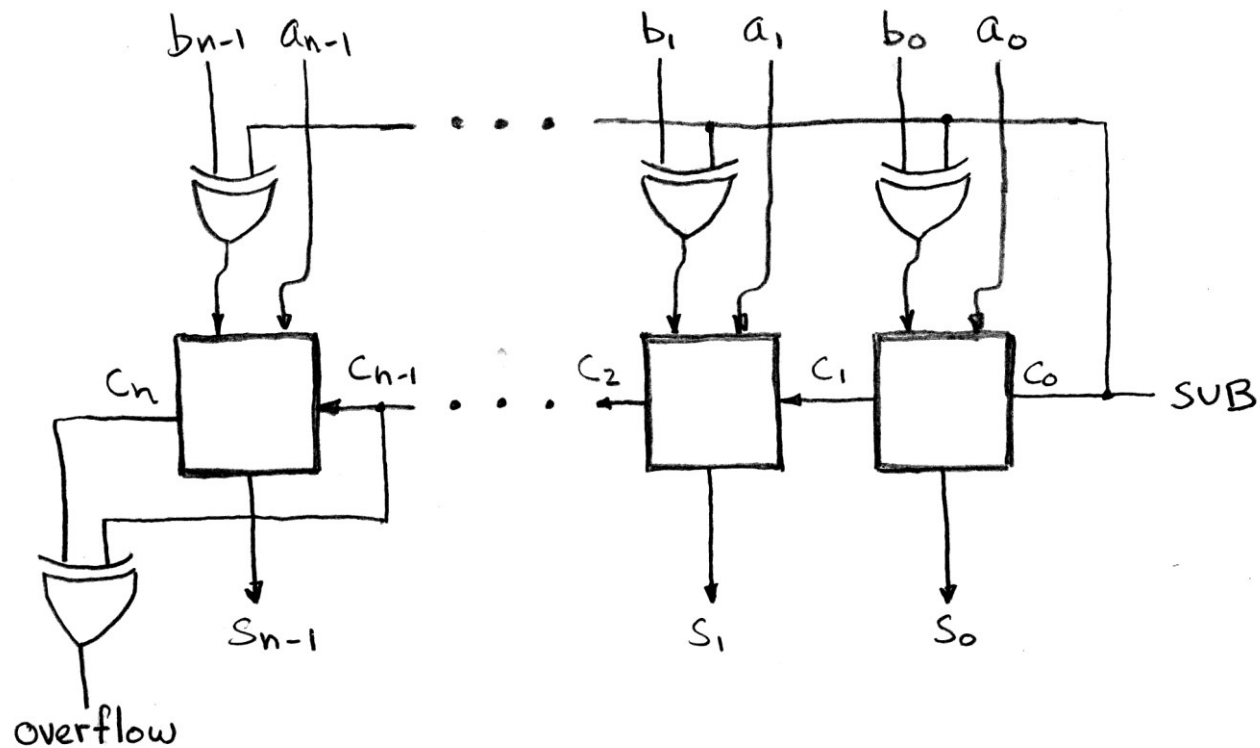 bn-1 an-1 b1 a1 b0 a0
Cn Cn-1 C2 C1 C0 SUB
Sn-1 S1 S0
overflow